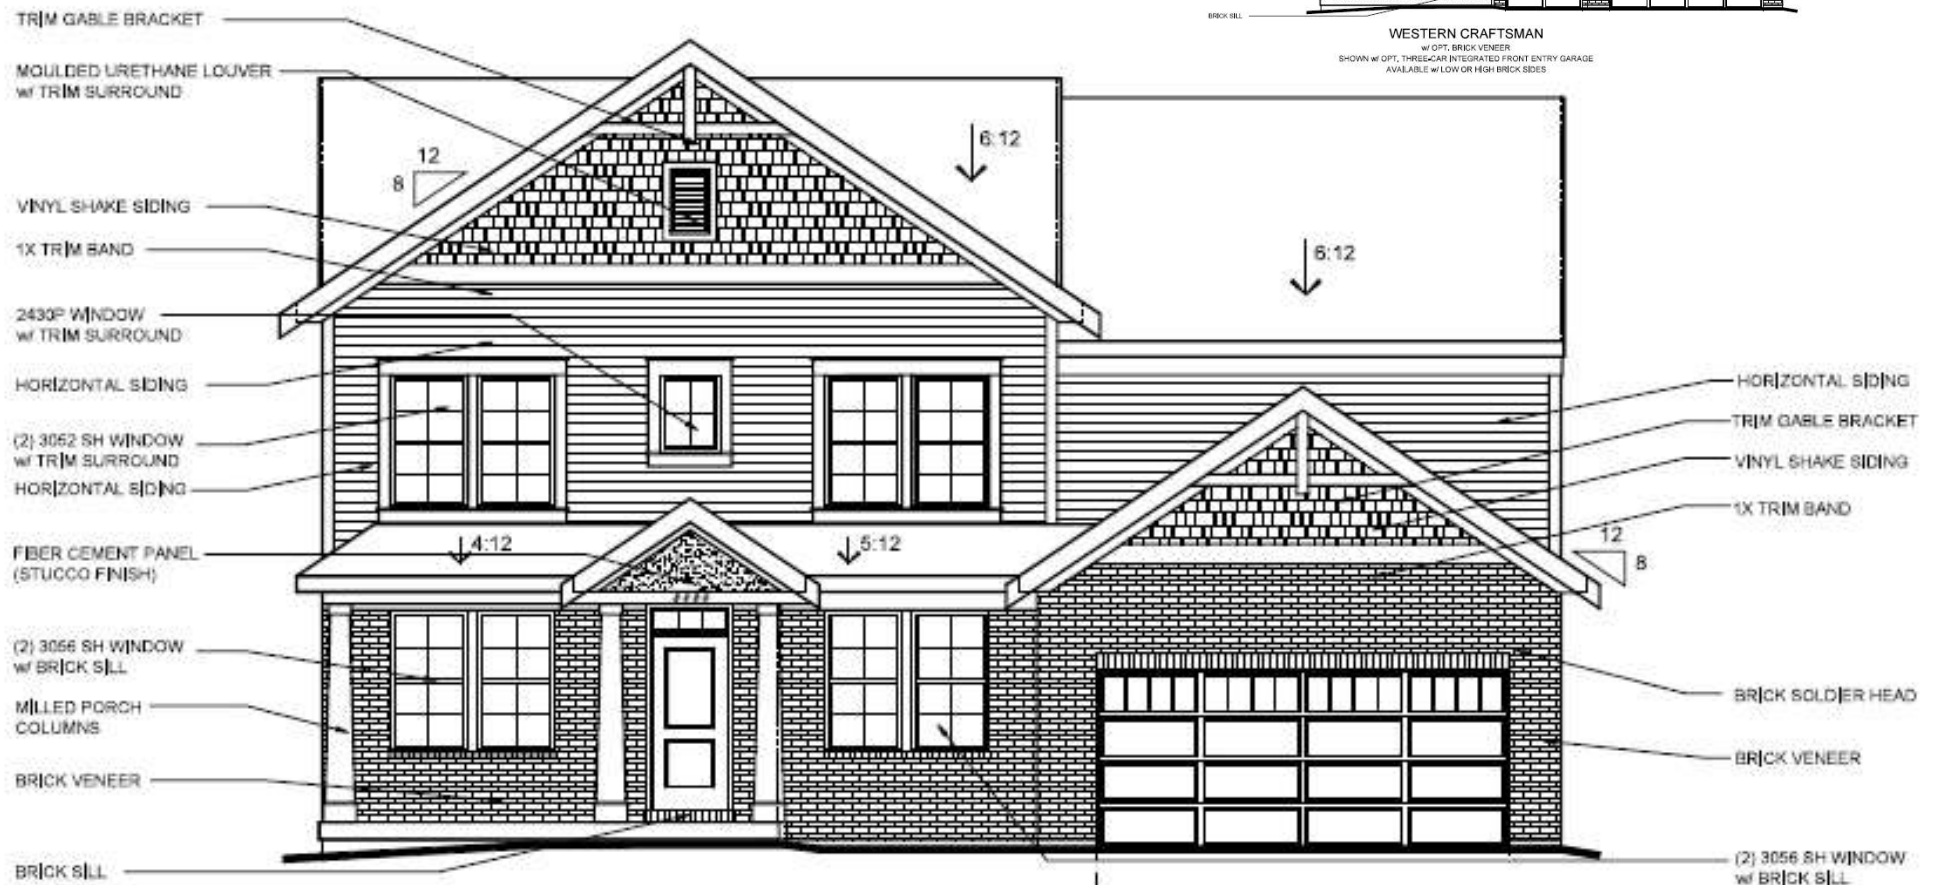 TRIM GABLE BRACKET
MOULDED URETHANE LOUVER
w/ TRIM SURROUND
VINYL SHAKE SIDING
1X TRIM BAND
2430P WINDOW
w/ TRIM SURROUND
HORIZONTAL SIDING
(2) 3052 SH WINDOW
w/ TRIM SURROUND
HORIZONTAL SIDING
FIBER CEMENT PANEL
(STUCCO FINISH)
(2) 3056 SH WINDOW
w/ BRICK SILL
MILLED PORCH
COLUMNS
BRICK VENEER
BRICK SILL
12
8
6:12
6:12
4:12
5:12
BRICK SILL
WESTERN CRAFTSMAN
w/ OPT. BRICK VENEER
SHOWN w/ OPT. THREE-CAR INTEGRATED FRONT ENTRY GARAGE
AVAILABLE w/ LOW OR HIGH BRICK SIDES
HORIZONTAL SIDING
TRIM GABLE BRACKET
VINYL SHAKE SIDING
1X TRIM BAND
12
8
BRICK SOLDIER HEAD
BRICK VENEER
(2) 3056 SH WINDOW
w/ BRICK SILL